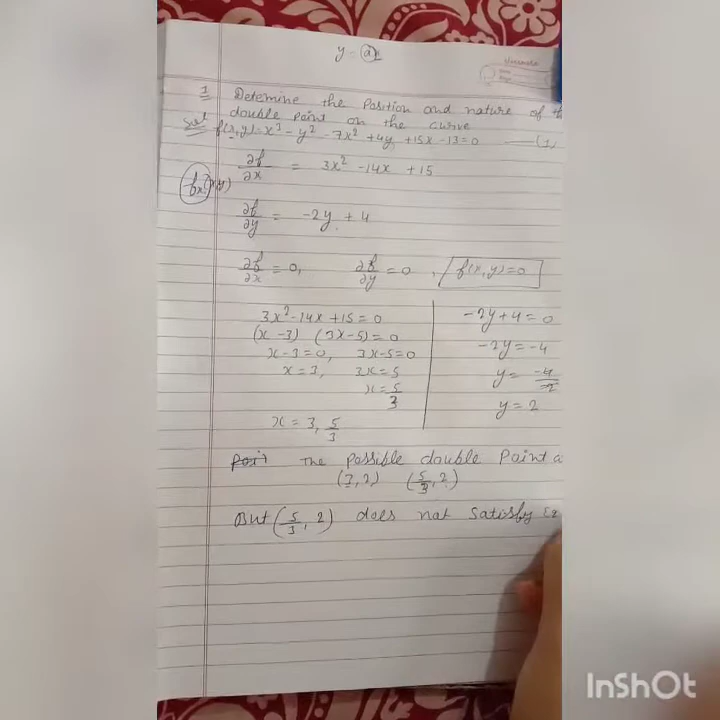 y = ax
1 Detemine the Position and nature of th
double point on the curve
Sol f(x,y) = x³ - y² - 7x² + 4y + 15x - 13 = 0 —(1)
∂f/∂x = 3x² - 14x + 15
∂f/∂y = -2y + 4
∂f/∂x = 0, ∂f/∂y = 0, f(x,y) = 0
3x² - 14x + 15 = 0
(x - 3) (3x - 5) = 0
x - 3 = 0, 3x - 5 = 0
x = 3, 3x = 5
x = 5/3
x = 3, 5/3
-2y + 4 = 0
-2y = -4
y = -4/-2
y = 2
The possible double Point a
(3,2) (5/3, 2)
But (5/3, 2) does not satisfy
InShOt